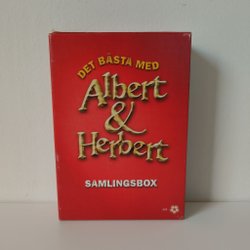 DET BÄSTA MED
Albert
&
Herbert
SAMLINGSBOX